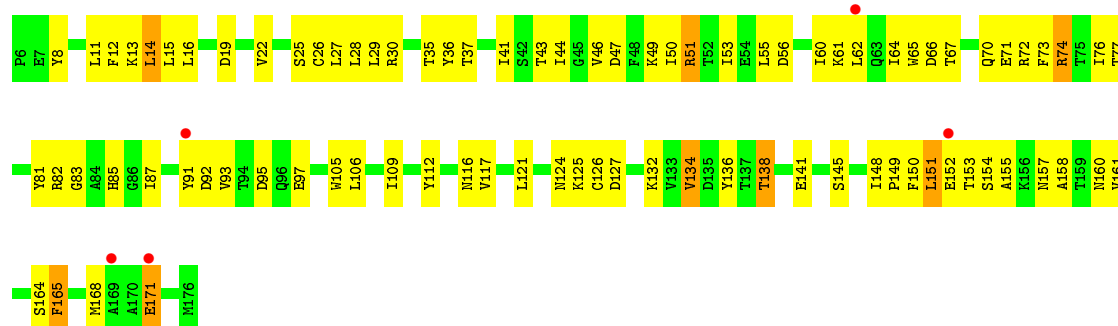 P6 E7 Y8 L11 F12 K13 L14 L15 L16 D19 V22 S25 C26 L27 L28 L29 R30 T35 Y36 T37 I41 S42 T43 I44 G45 V46 D47 F48 K49 I50 R51 T52 I53 E54 L55 D56 I60 K61 L62 Q63 I64 W65 D66 T67 Q70 E71 R72 F73 R74 T75 I76 T77
Y81 R82 G83 A84 H85 G86 I87 Y91 D92 V93 T94 D95 Q96 E97 W105 L106 I109 Y112 N116 V117 L121 N124 K125 C126 D127 K132 V133 V134 D135 Y136 T137 T138 E141 S145 I148 P149 F150 L151 E152 T153 S154 A155 K156 N157 A158 T159 N160 V161
S164 F165 M168 A169 A170 E171 M176